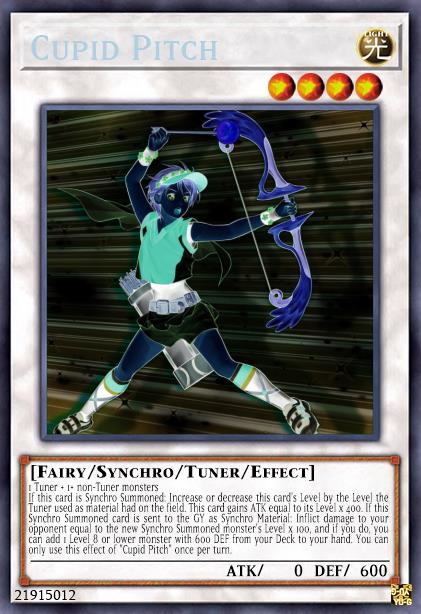 Cupid Pitch
LIGHT
光
[Fairy/Synchro/Tuner/Effect]
1 Tuner + 1+ non-Tuner monsters
If this card is Synchro Summoned: Increase or decrease this card's Level by the Level the
Tuner used as material had on the field. This card gains ATK equal to its Level x 400. If this
Synchro Summoned card is sent to the GY as Synchro Material: Inflict damage to your
opponent equal to the new Synchro Summoned monster's Level x 100, and if you do, you
can add 1 Level 8 or lower monster with 600 DEF from your Deck to your hand. You can
only use this effect of "Cupid Pitch" once per turn.
ATK/ 0 DEF/ 600
21915012